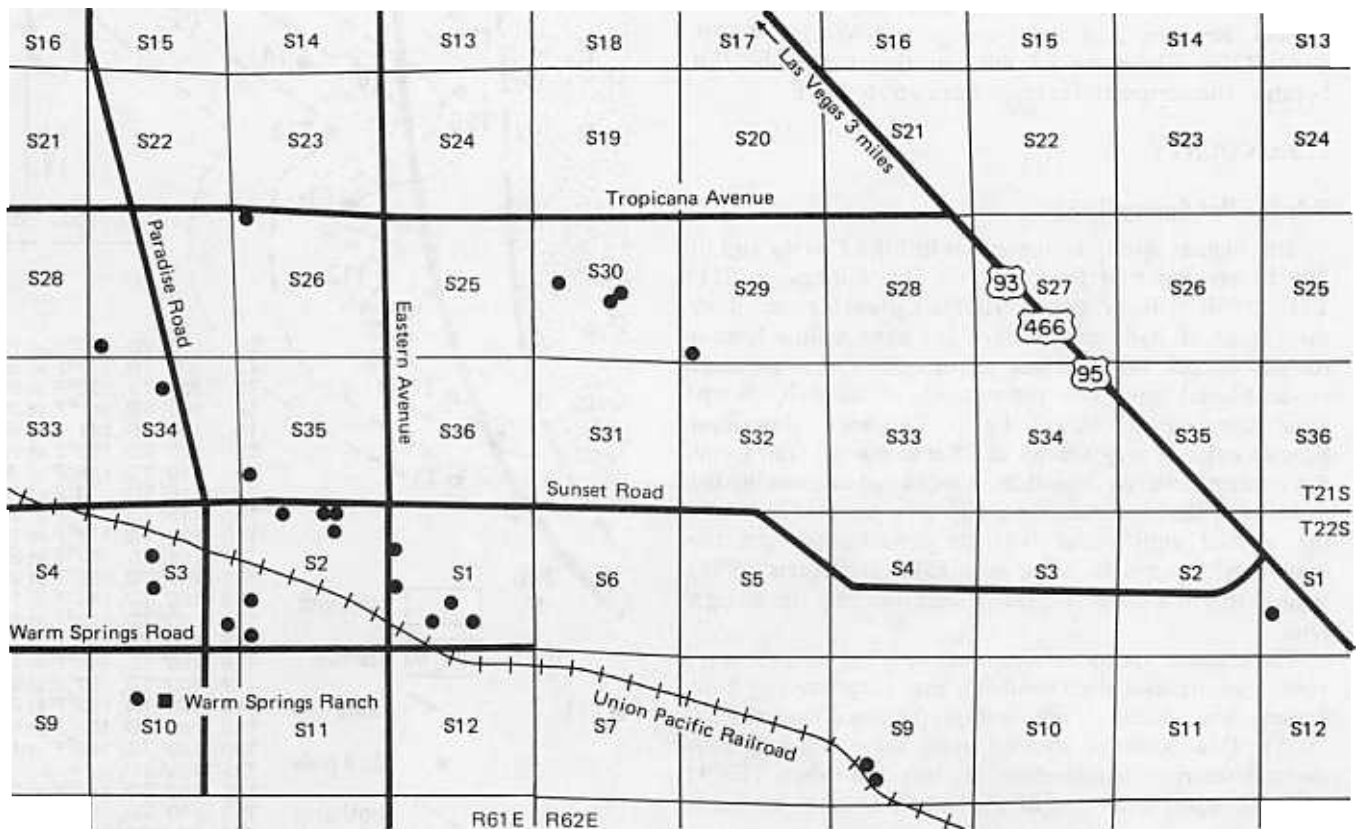 S16 S15 S14 S13 S18 S17 S16 S15 S14 S13
Las Vegas 3 miles
S21 S22 S23 S24 S19 S20 S21 S22 S23 S24
Tropicana Avenue
Paradise Road
S28 S26 S25 S30 S29 S28 S27 S26 S25
93
466
95
Eastern Avenue
S33 S34 S35 S36 S31 S32 S33 S34 S35 S36
Sunset Road
T21S
T22S
S4 S3 S2 S1 S6 S5 S4 S3 S2 S1
Warm Springs Road
Warm Springs Ranch
Union Pacific Railroad
S9 S10 S11 S12 S7 S9 S10 S11 S12
R61E R62E